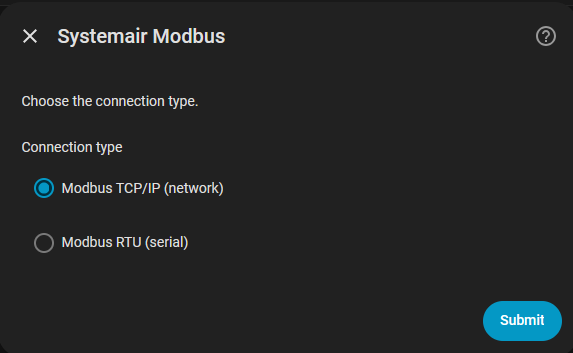 Systemair Modbus
Choose the connection type.
Connection type
Modbus TCP/IP (network)
Modbus RTU (serial)
Submit